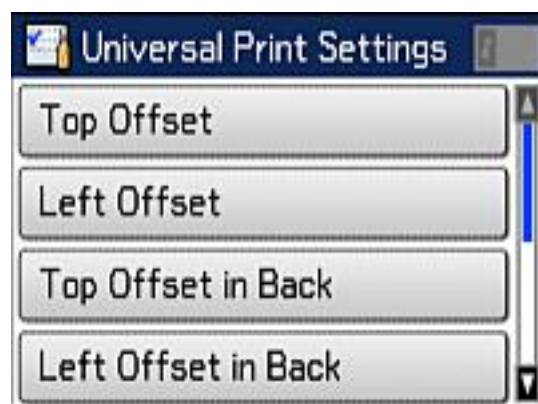 Universal Print Settings
Top Offset
Left Offset
Top Offset in Back
Left Offset in Back